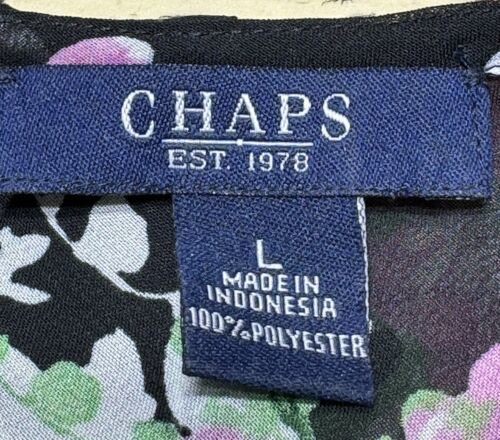 CHAPS
EST. 1978
L
MADE IN
INDONESIA
100% POLYESTER